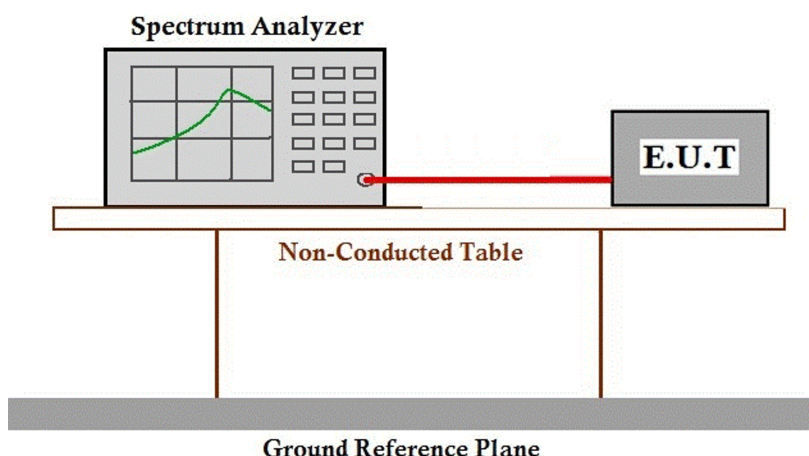 Spectrum Analyzer
E.U.T
Non-Conducted Table
Ground Reference Plane